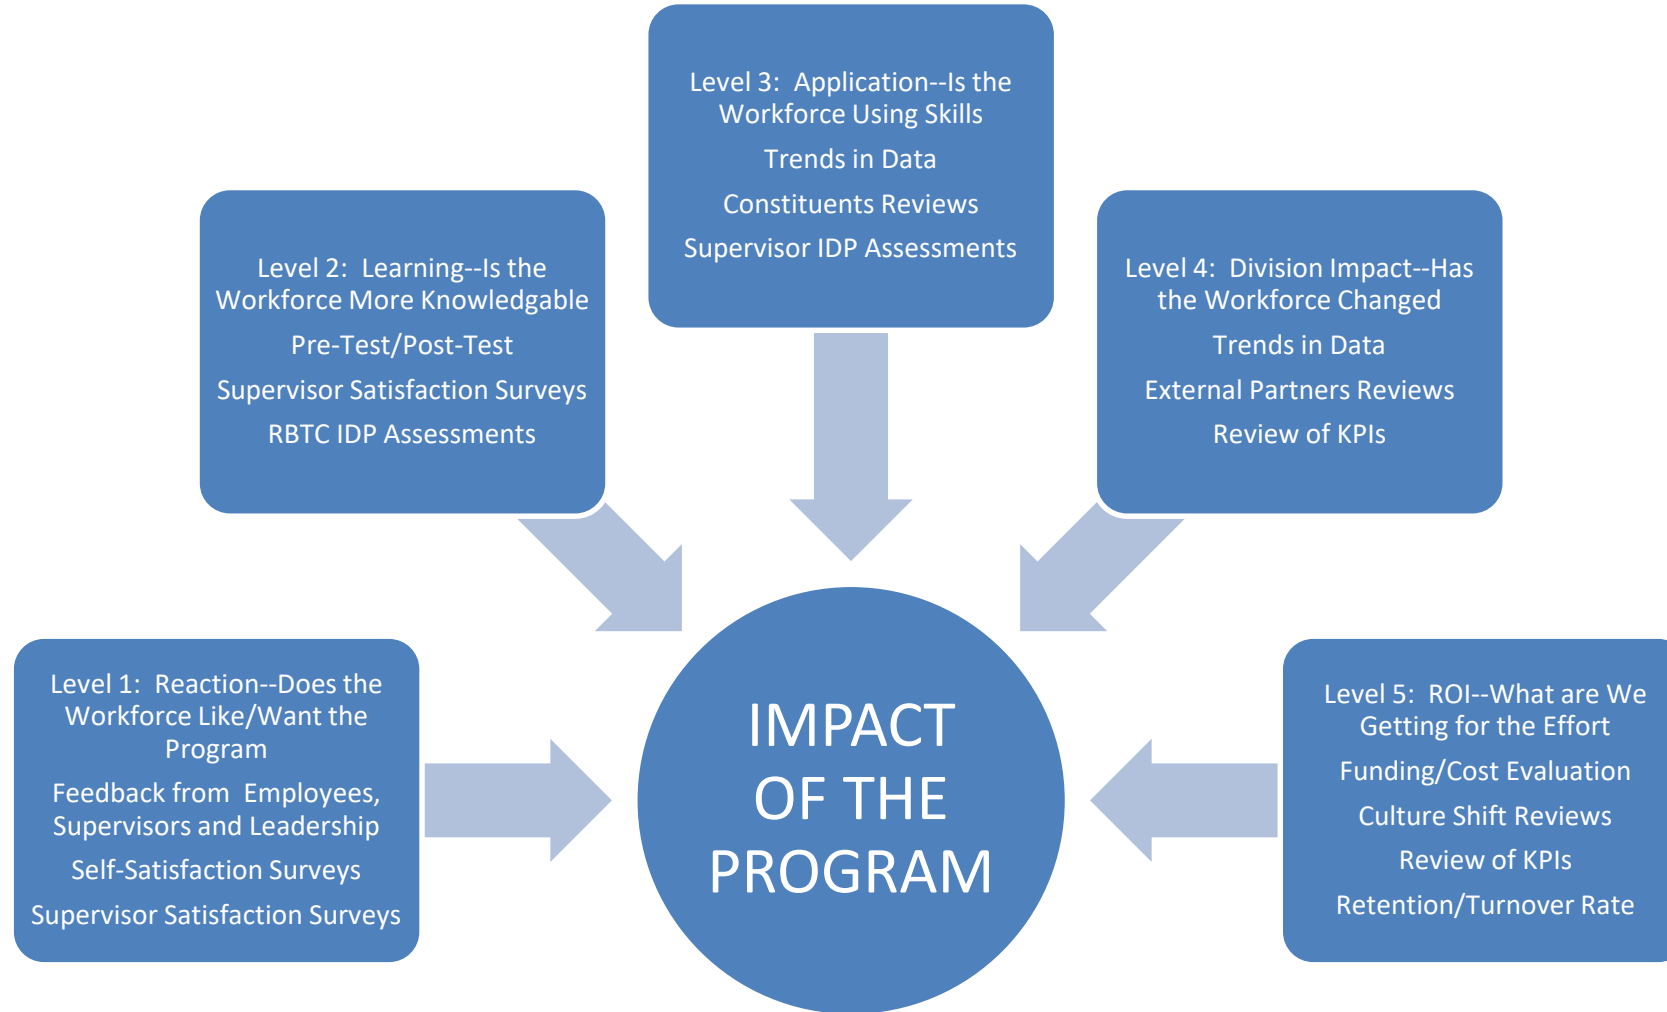 Level 1:  Reaction--Does the
Workforce Like/Want the
Program
Feedback from  Employees,
Supervisors and Leadership
Self-Satisfaction Surveys
Supervisor Satisfaction Surveys
Level 2:  Learning--Is the
Workforce More Knowledgable
Pre-Test/Post-Test
Supervisor Satisfaction Surveys
RBTC IDP Assessments
Level 3:  Application--Is the
Workforce Using Skills
Trends in Data
Constituents Reviews
Supervisor IDP Assessments
Level 4:  Division Impact--Has
the Workforce Changed
Trends in Data
External Partners Reviews
Review of KPIs
Level 5:  ROI--What are We
Getting for the Effort
Funding/Cost Evaluation
Culture Shift Reviews
Review of KPIs
Retention/Turnover Rate
IMPACT
OF THE
PROGRAM